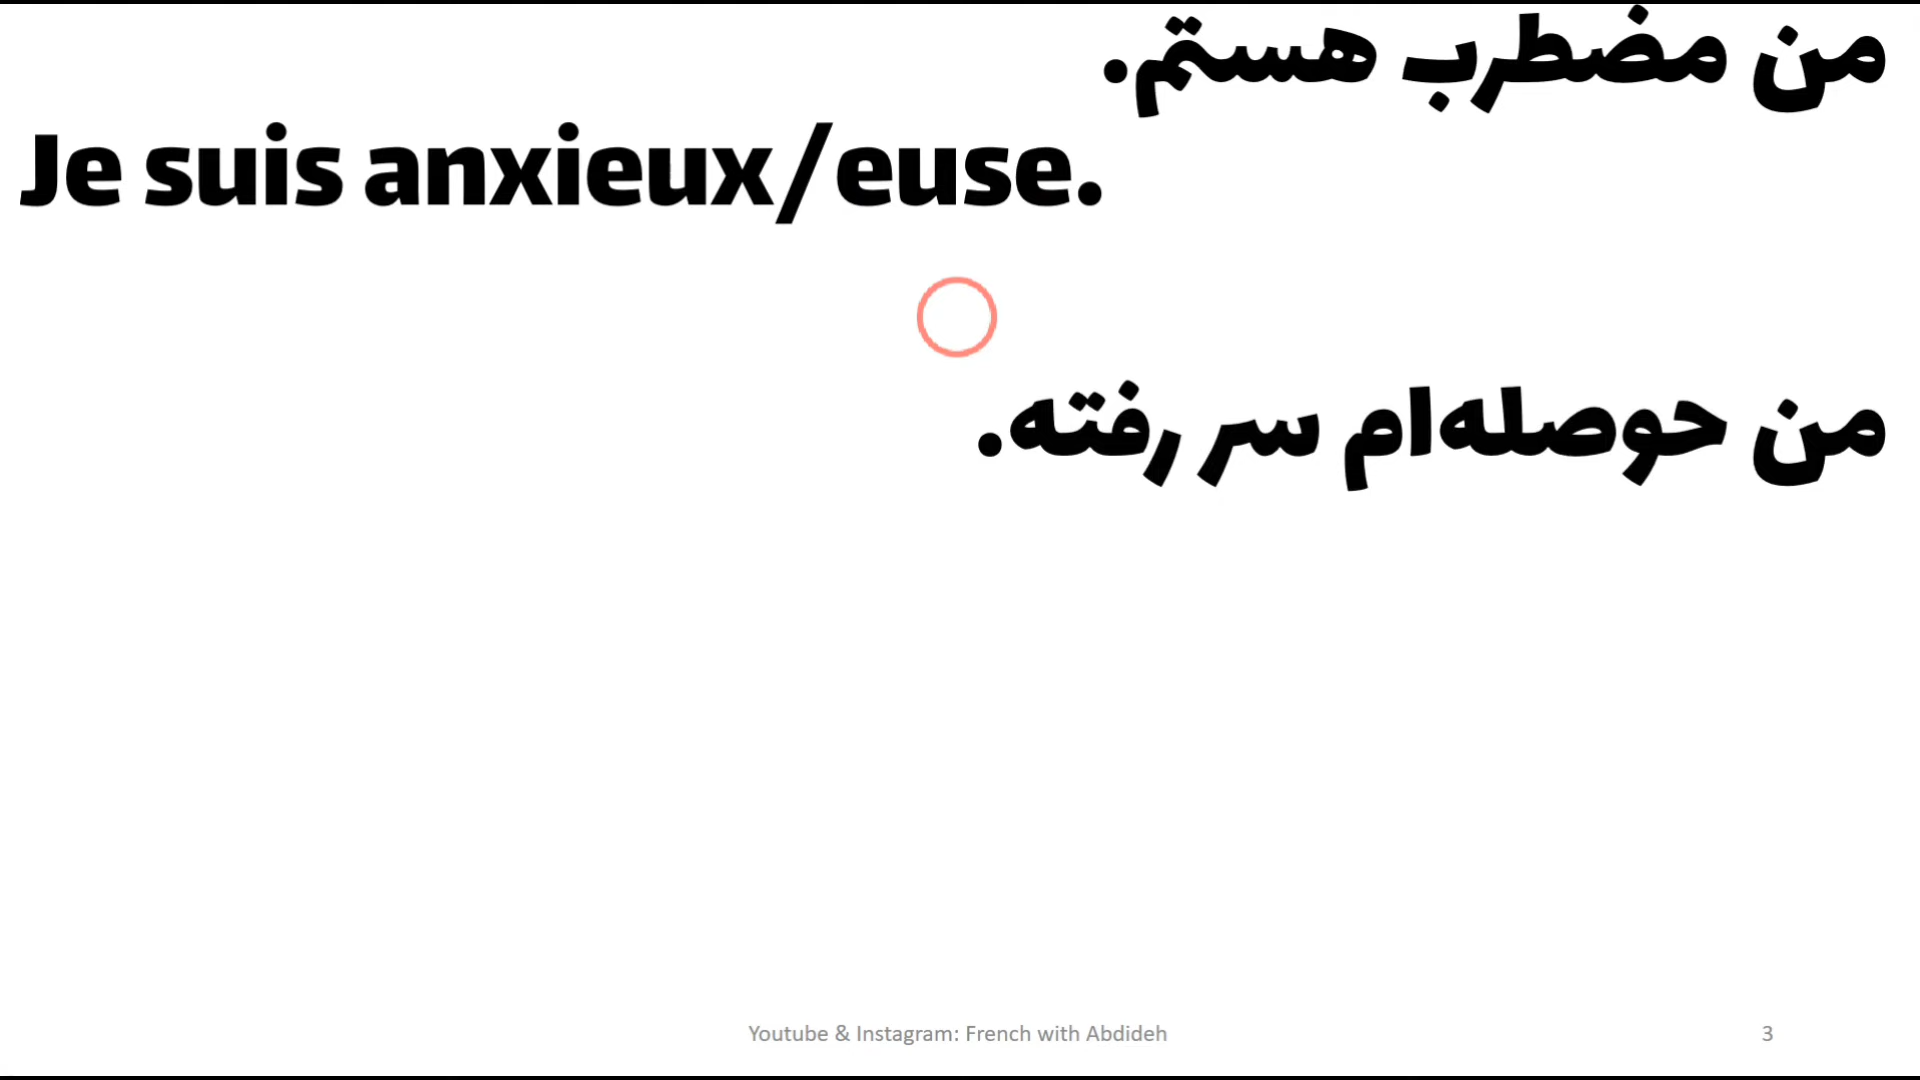 من مضطرب هستم.
Je suis anxieux/euse.
من حوصله‌ام سر رفته.
Youtube & Instagram: French with Abdideh
3